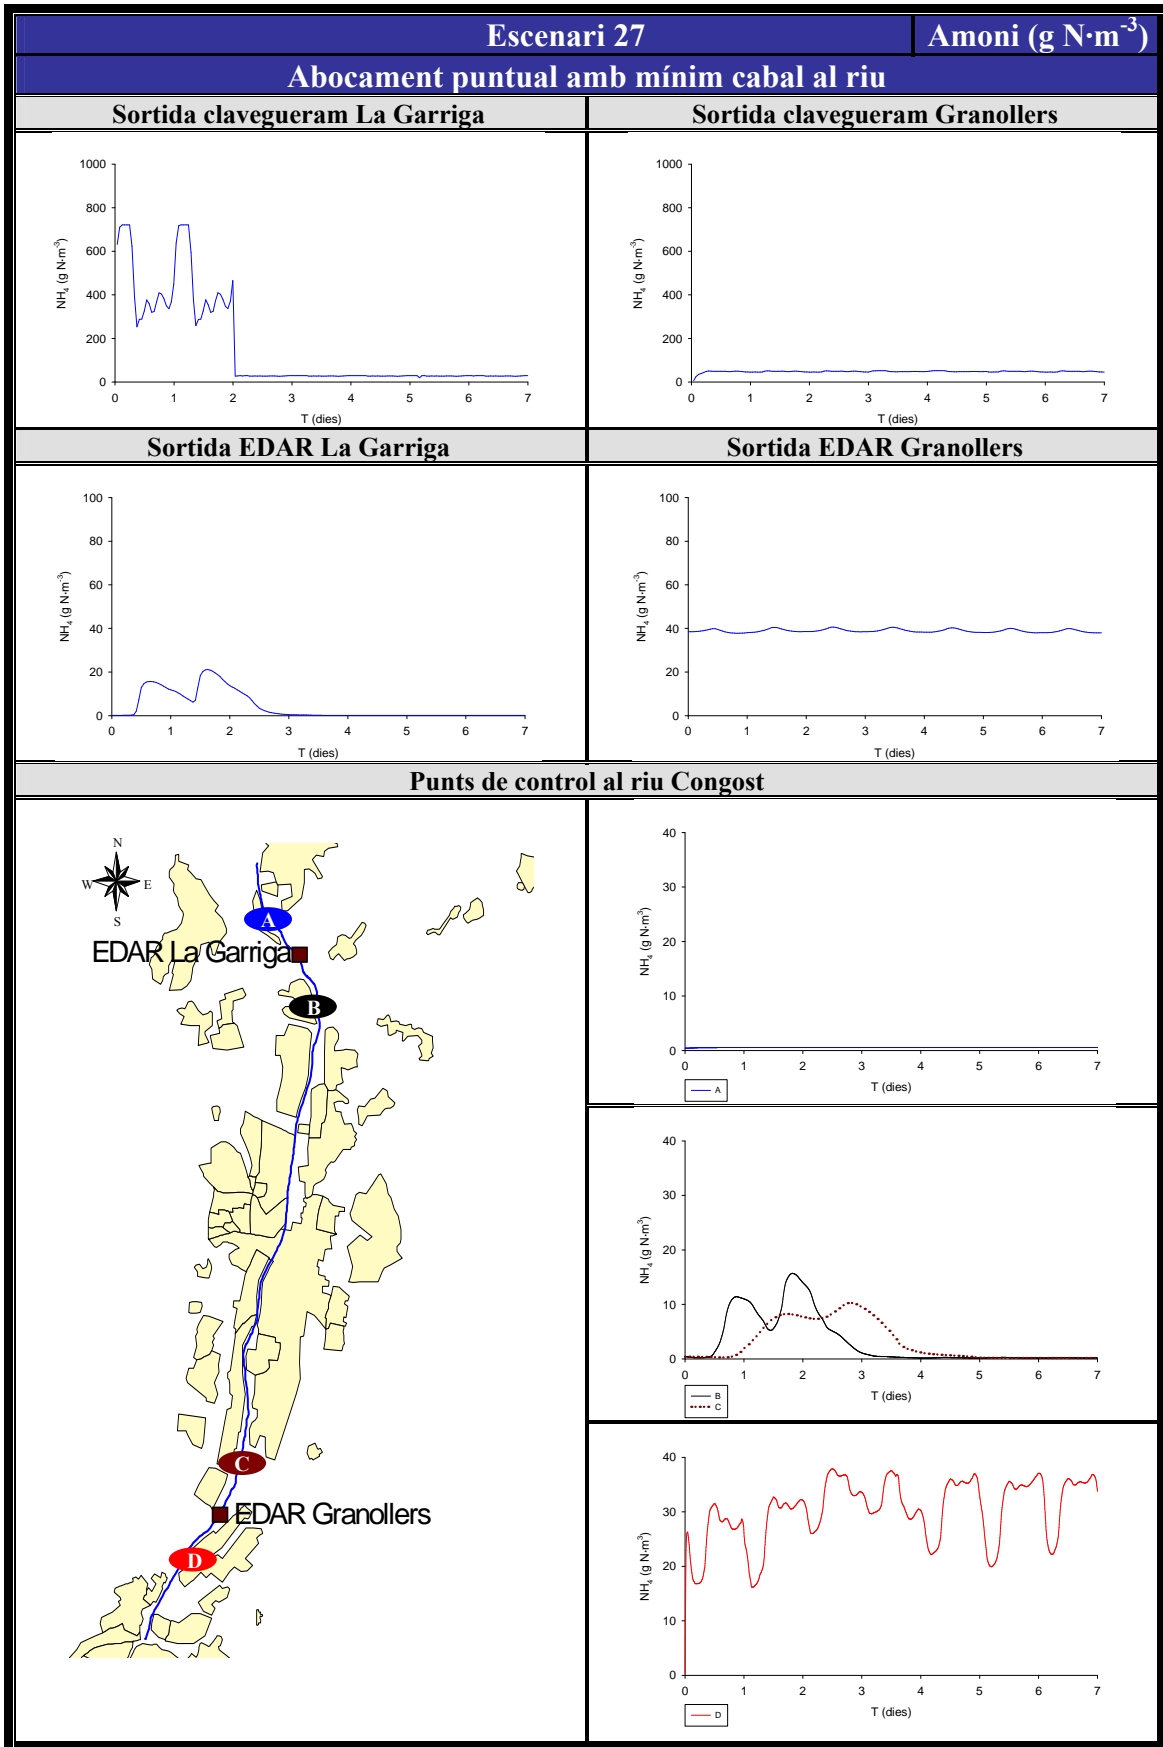 Escenari 27
Amoni (g N·m-3)
Abocament puntual amb mínim cabal al riu
Sortida clavegueram La Garriga
Sortida clavegueram Granollers
1000
800
600
400
200
0
NH4 (g N·m-3)
0 1 2 3 4 5 6 7
T (dies)
1000
800
600
400
200
0
NH4 (g N·m-3)
0 1 2 3 4 5 6 7
T (dies)
Sortida EDAR La Garriga
Sortida EDAR Granollers
100
80
60
40
20
0
NH4 (g N·m-3)
0 1 2 3 4 5 6 7
T (dies)
100
80
60
40
20
0
NH4 (g N·m-3)
0 1 2 3 4 5 6 7
T (dies)
Punts de control al riu Congost
N
W E
S
A
EDAR La Garriga
B
C
EDAR Granollers
D
40
30
20
10
0
NH4 (g N·m3)
0 1 2 3 4 5 6 7
T (dies)
A
40
30
20
10
0
NH4 (g N·m3)
0 1 2 3 4 5 6 7
T (dies)
B
C
40
30
20
10
0
NH4 (g N·m3)
0 1 2 3 4 5 6 7
T (dies)
D